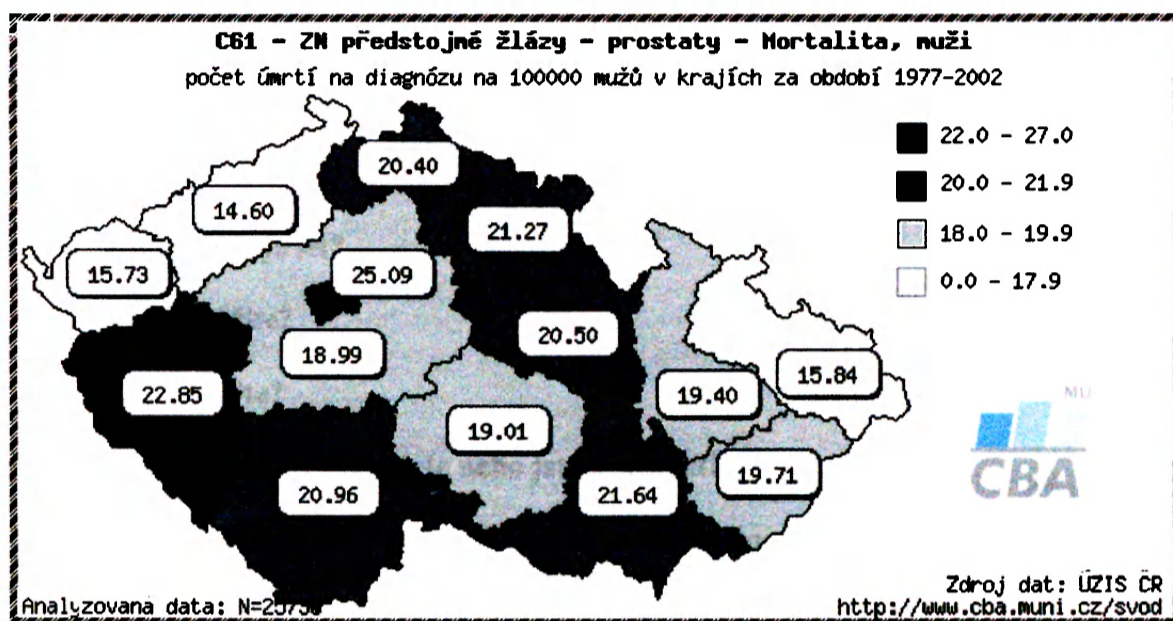 C61 - ZN předstojné žlázy - prostaty - Mortalita, muži
počet úmrtí na diagnózu na 100000 mužů v krajích za období 1977-2002
22.0 - 27.0
20.0 - 21.9
18.0 - 19.9
0.0 - 17.9
20.40
14.60
21.27
15.73
25.09
20.50
18.99
15.84
22.85
19.40
19.01
19.71
20.96
21.64
MU
CBA
Zdroj dat: ÚZIS ČR
Analyzovana data:
http://www.cba.muni.cz/svod